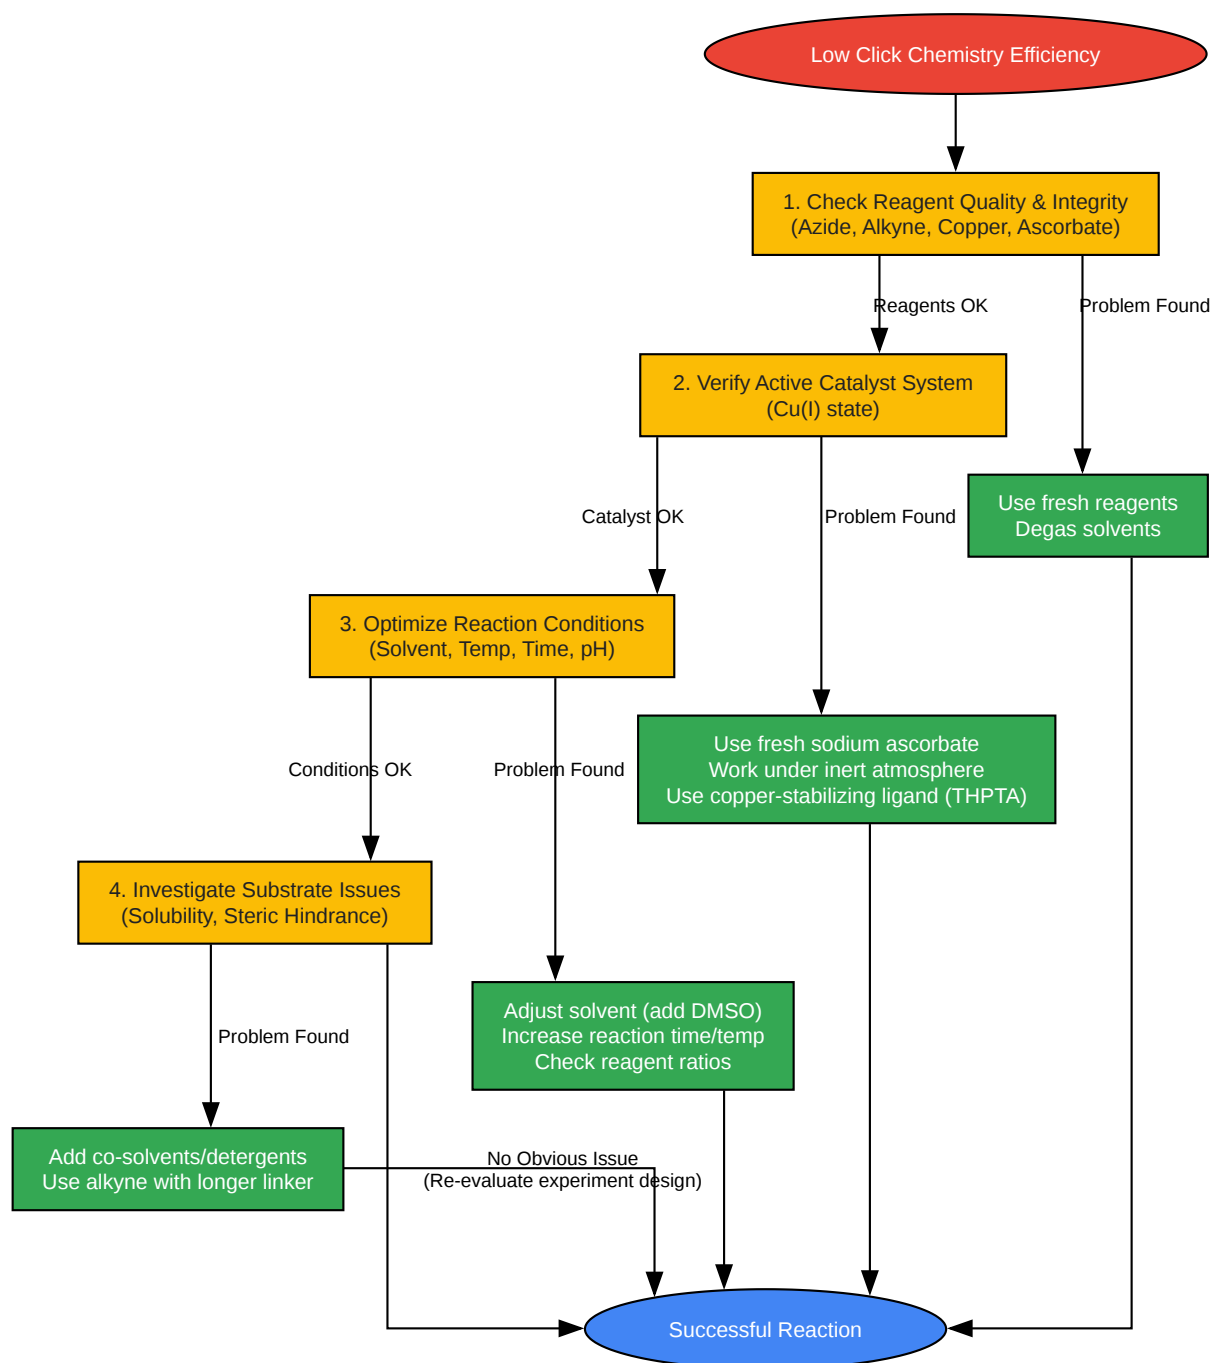 Low Click Chemistry Efficiency
1. Check Reagent Quality & Integrity
(Azide, Alkyne, Copper, Ascorbate)
Reagents OK
Problem Found
2. Verify Active Catalyst System
(Cu(I) state)
Use fresh reagents
Degas solvents
Catalyst OK
Problem Found
3. Optimize Reaction Conditions
(Solvent, Temp, Time, pH)
Use fresh sodium ascorbate
Work under inert atmosphere
Use copper-stabilizing ligand (THPTA)
Conditions OK
Problem Found
4. Investigate Substrate Issues
(Solubility, Steric Hindrance)
Adjust solvent (add DMSO)
Increase reaction time/temp
Check reagent ratios
Problem Found
Add co-solvents/detergents
Use alkyne with longer linker
No Obvious Issue
(Re-evaluate experiment design)
Successful Reaction